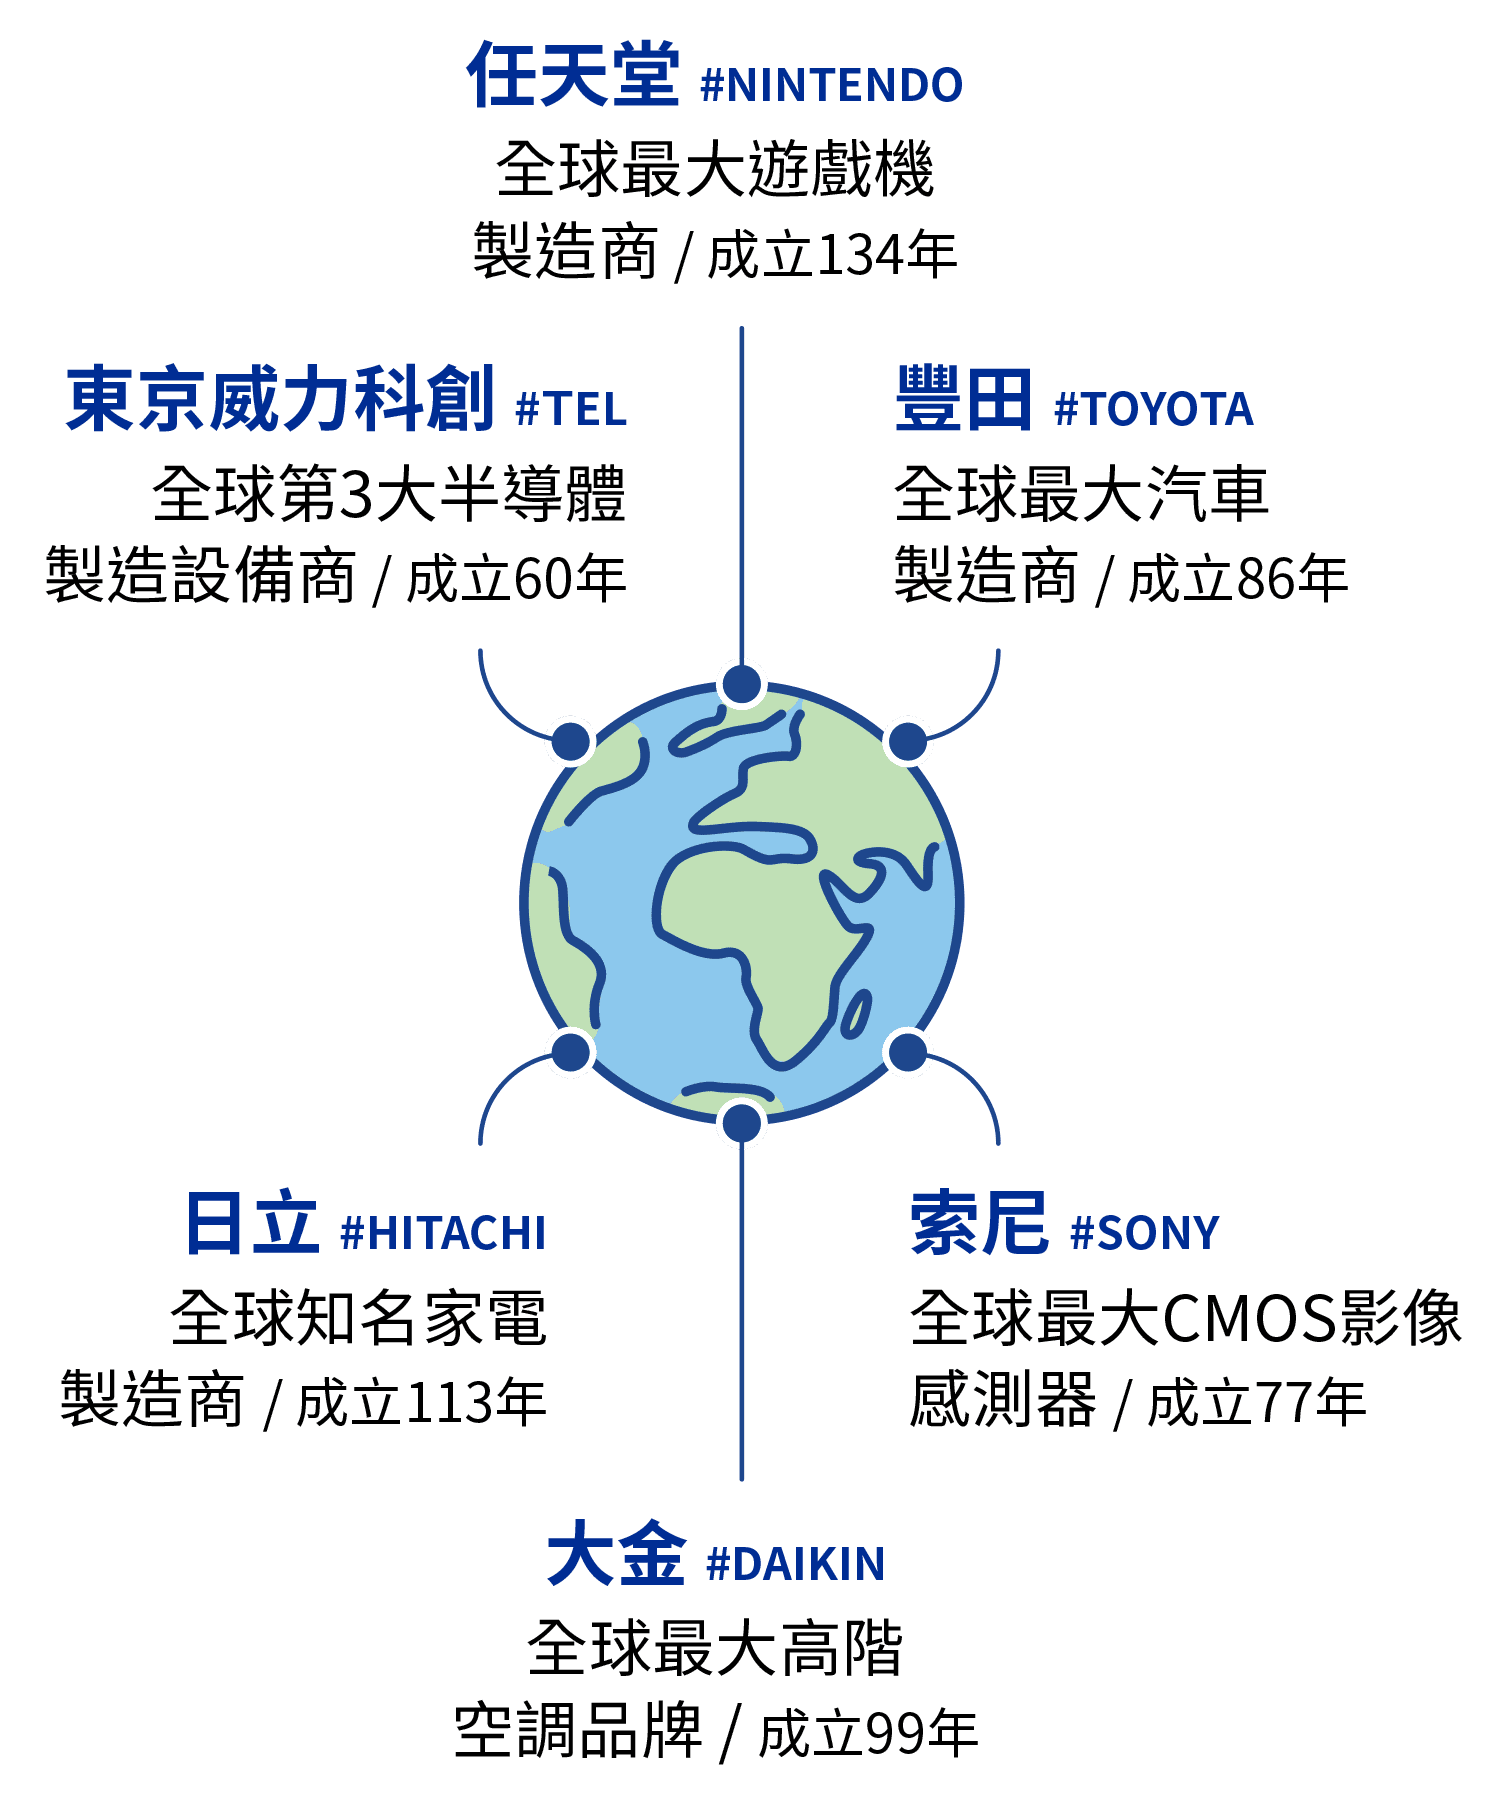 任天堂 #NINTENDO
全球最大遊戲機
製造商 / 成立134年
東京威力科創 #TEL
全球第3大半導體
製造設備商 / 成立60年
豐田 #TOYOTA
全球最大汽車
製造商 / 成立86年
日立 #HITACHI
全球知名家電
製造商 / 成立113年
索尼 #SONY
全球最大CMOS影像
感測器 / 成立77年
大金 #DAIKIN
全球最大高階
空調品牌 / 成立99年